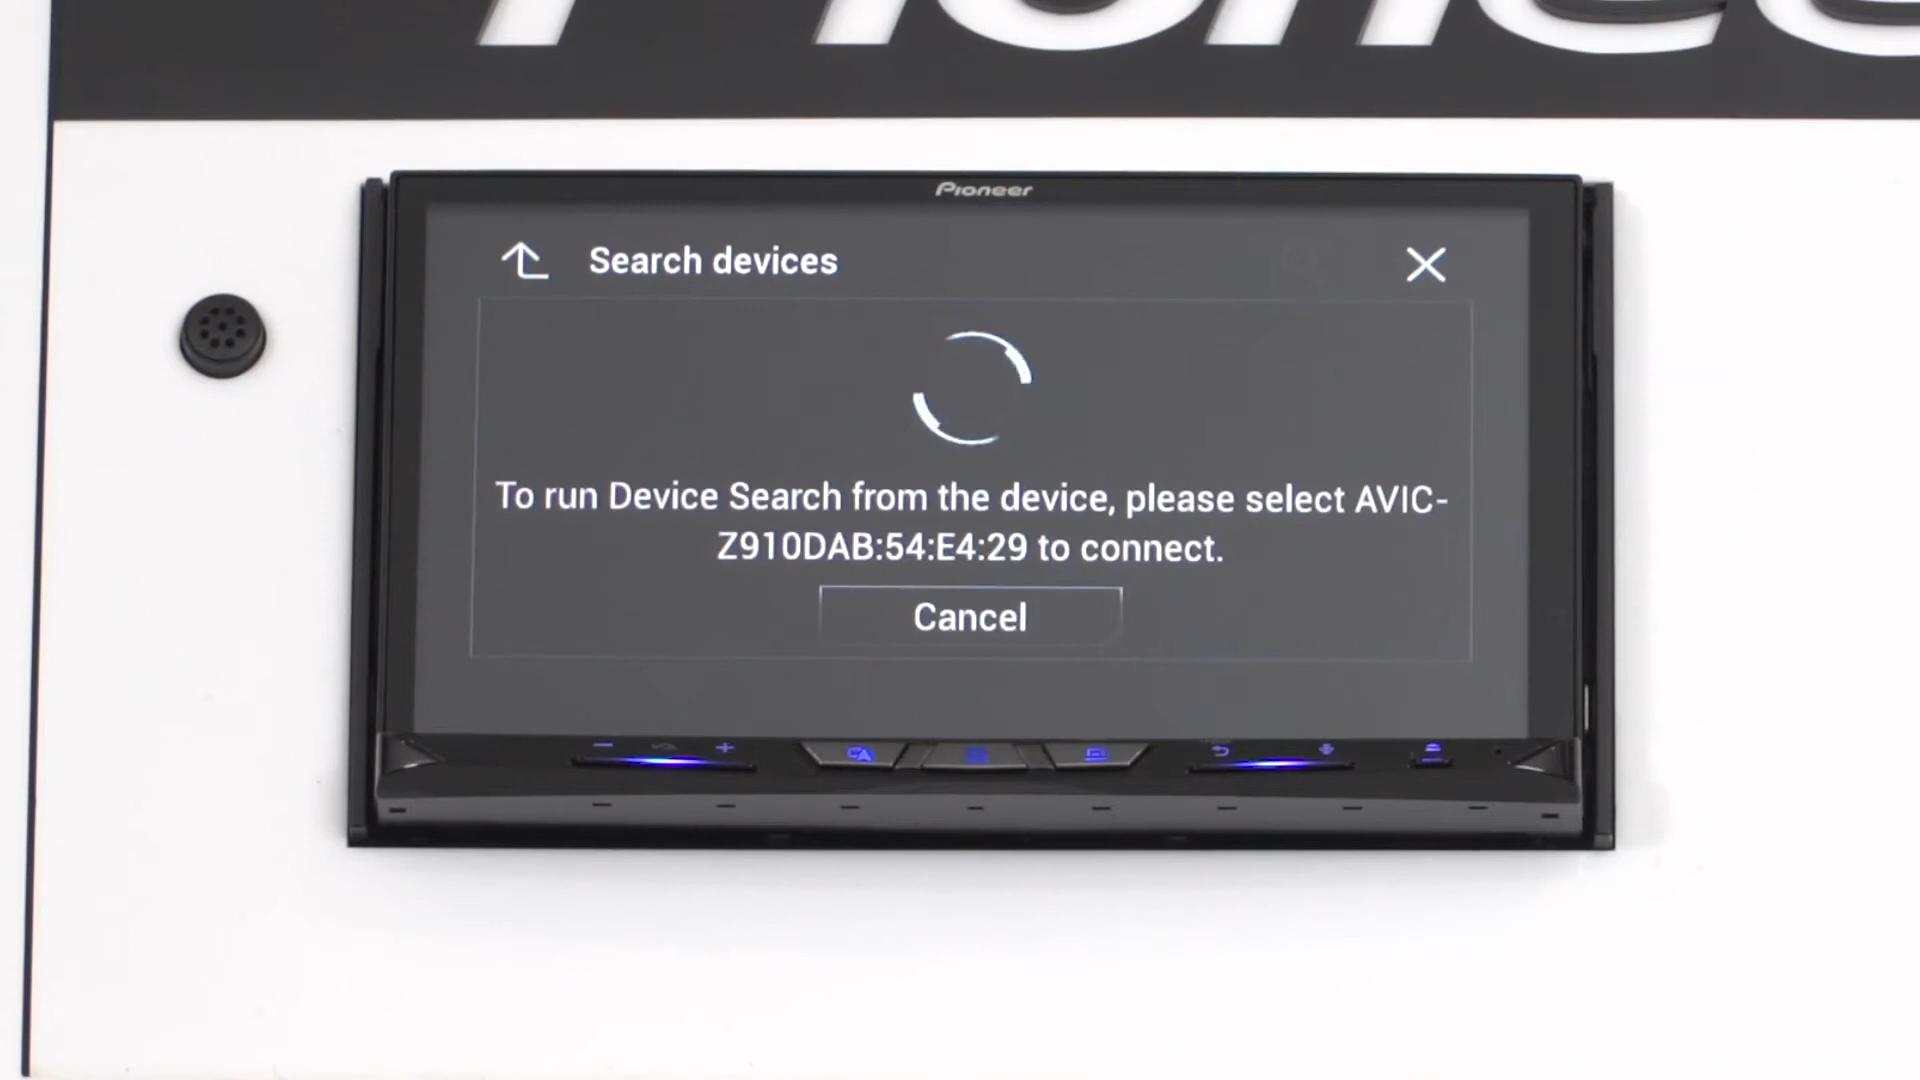 Pioneer
Pioneer
Search devices
To run Device Search from the device, please select AVIC-
Z910DAB:54:E4:29 to connect.
Cancel